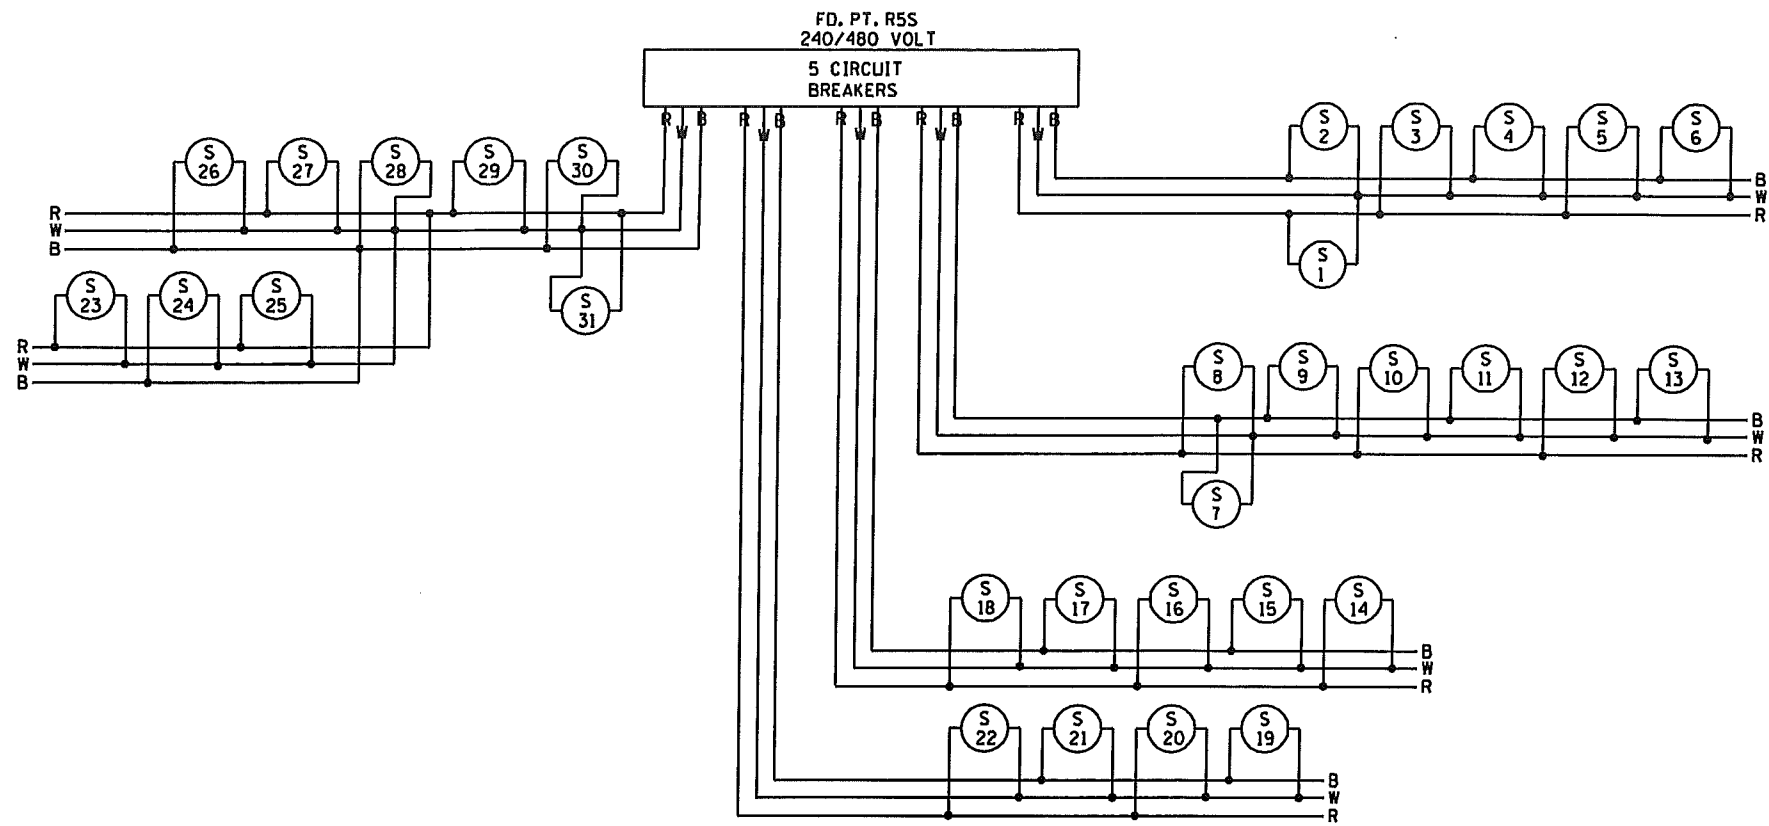 FD. PT. R5S
240/480 VOLT
5 CIRCUIT
BREAKERS
R W B R W B R W B R W B R W B
S
26
S
27
S
28
S
29
S
30
R
W
B
S
23
S
24
S
25
S
31
R
W
B
S
2
S
3
S
4
S
5
S
6
B
W
R
S
1
S
8
S
9
S
10
S
11
S
12
S
13
B
W
R
S
7
S
18
S
17
S
16
S
15
S
14
B
W
R
S
22
S
21
S
20
S
19
B
W
R